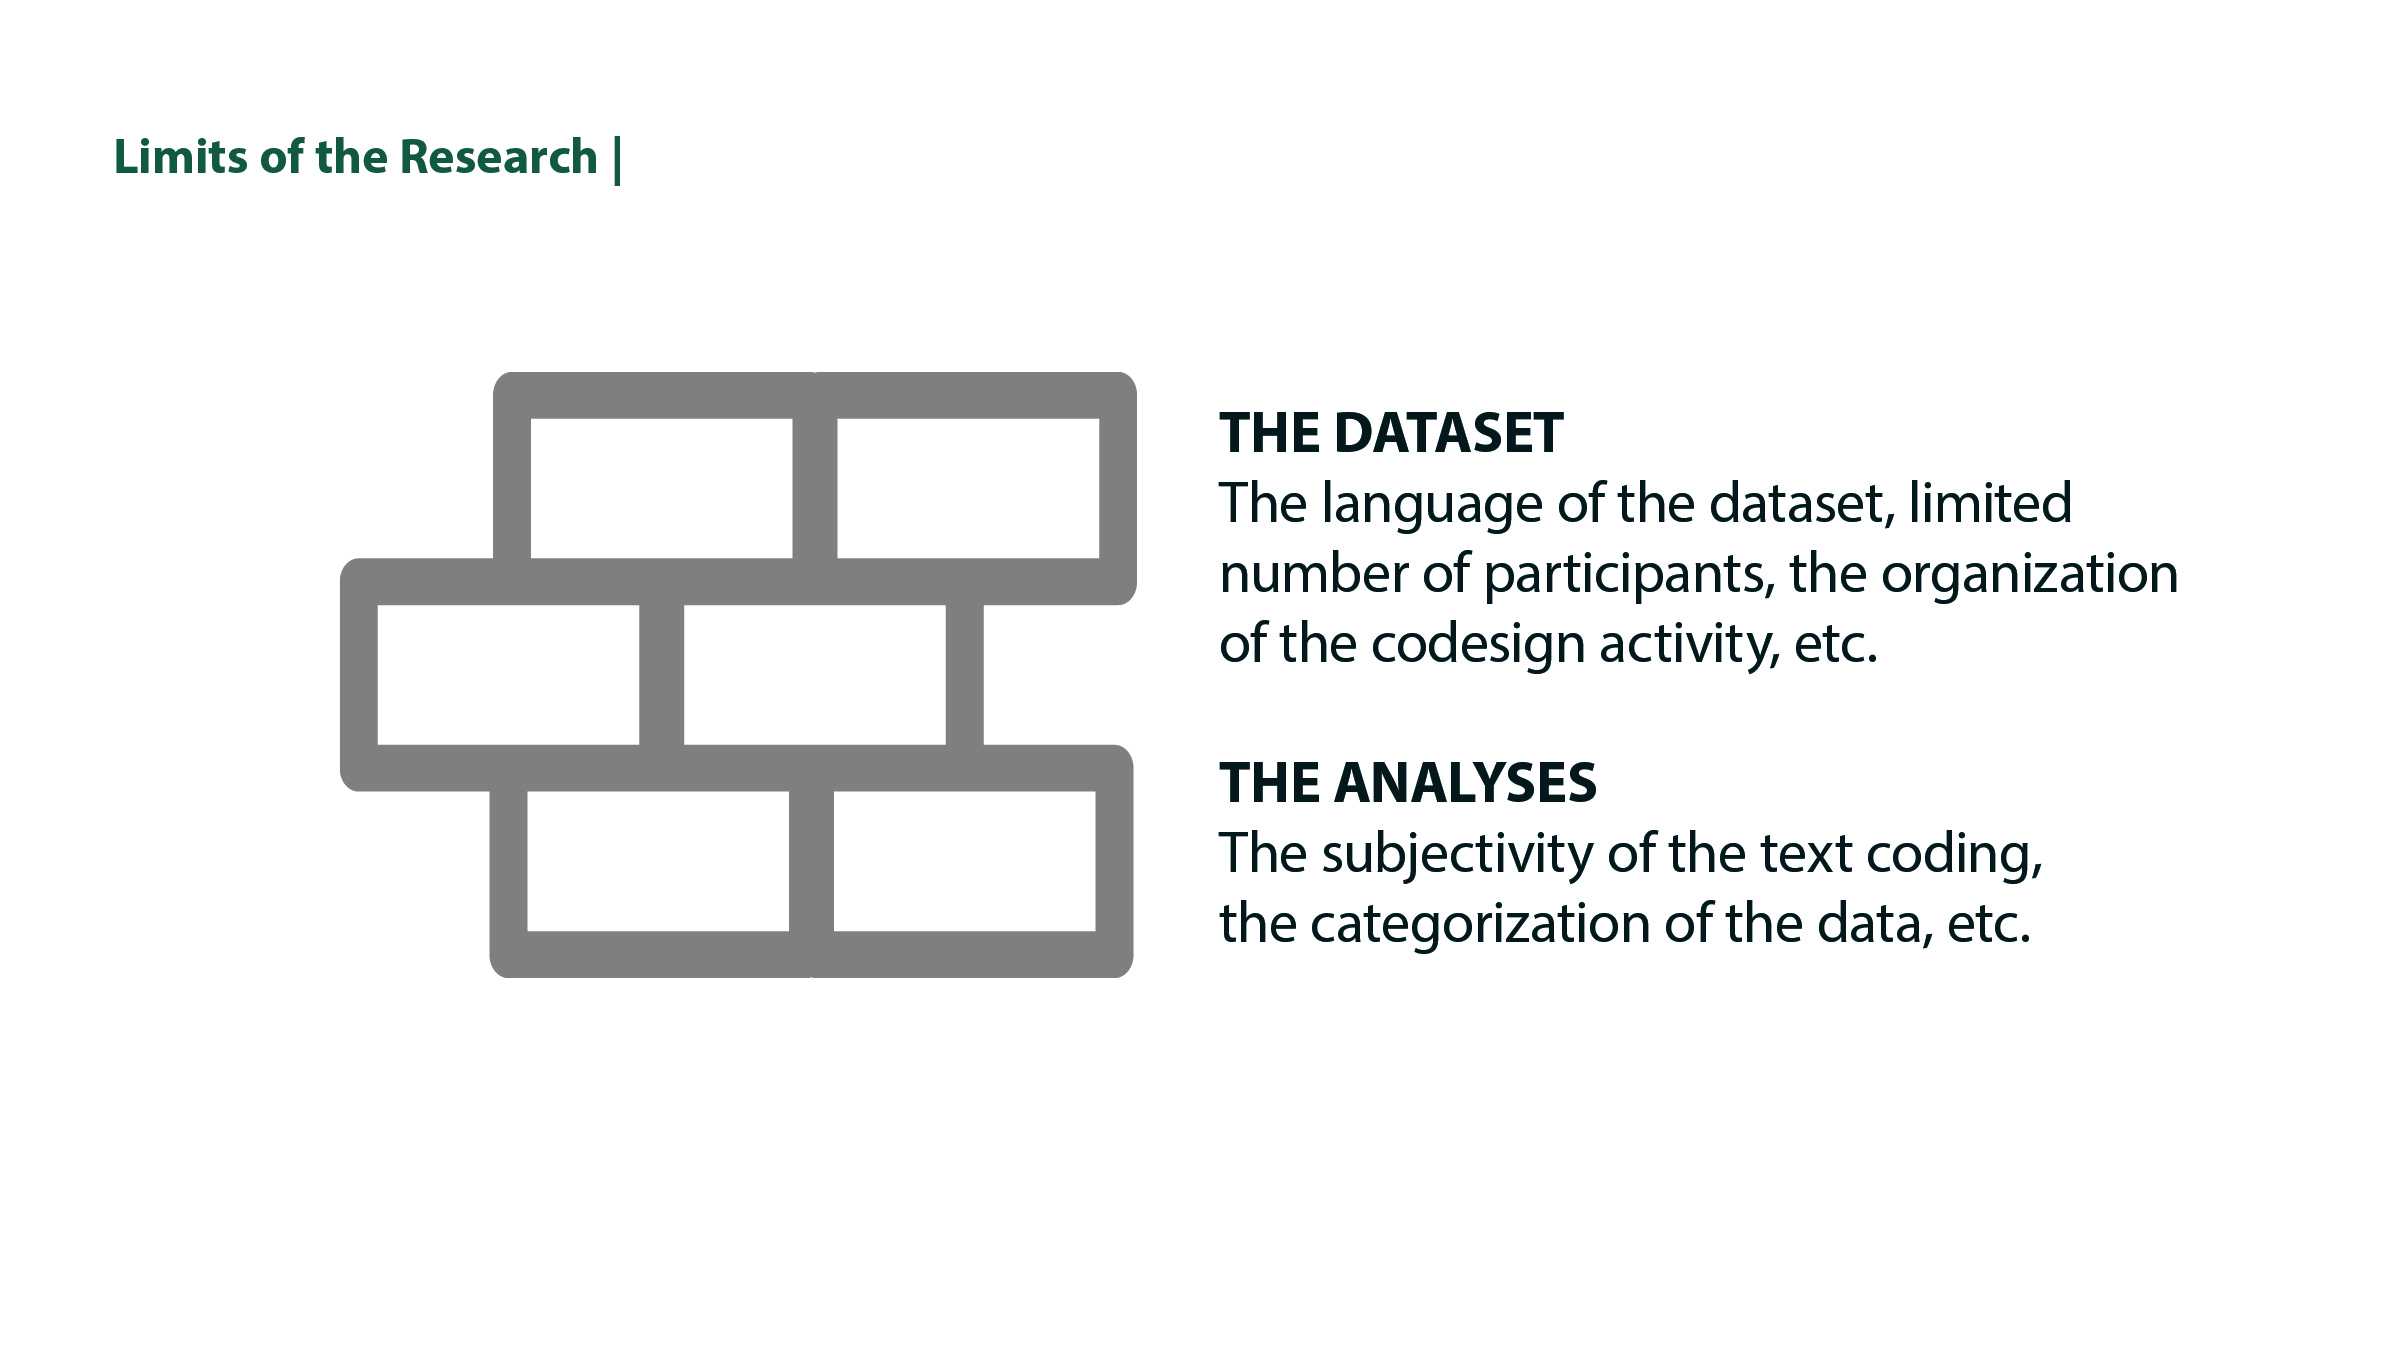 Limits of the Research |
THE DATASET
The language of the dataset, limited
number of participants, the organization
of the codesign activity, etc.
THE ANALYSES
The subjectivity of the text coding,
the categorization of the data, etc.